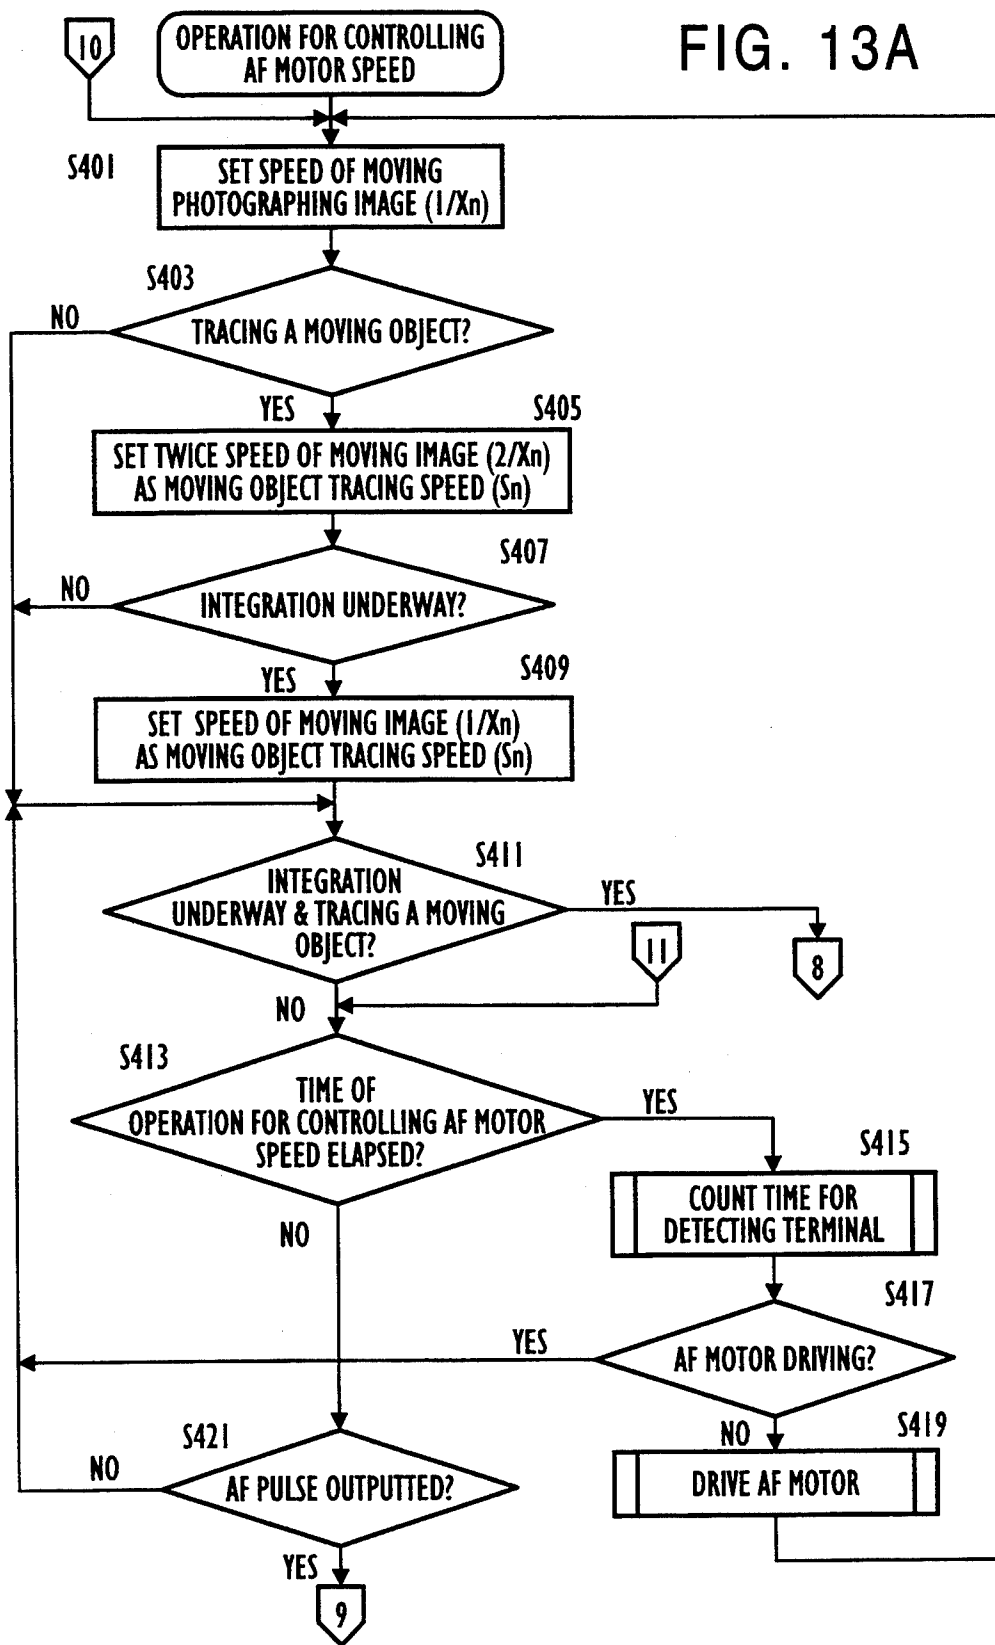 FIG. 13A
10
OPERATION FOR CONTROLLING
AF MOTOR SPEED
S401
SET SPEED OF MOVING
PHOTOGRAPHING IMAGE (1/Xn)
S403
NO
TRACING A MOVING OBJECT?
YES
S405
SET TWICE SPEED OF MOVING IMAGE (2/Xn)
AS MOVING OBJECT TRACING SPEED (Sn)
S407
NO
INTEGRATION UNDERWAY?
YES
S409
SET SPEED OF MOVING IMAGE (1/Xn)
AS MOVING OBJECT TRACING SPEED (Sn)
S411
INTEGRATION
UNDERWAY & TRACING A MOVING
OBJECT?
YES
8
11
NO
S413
TIME OF
OPERATION FOR CONTROLLING AF MOTOR
SPEED ELAPSED?
YES
S415
COUNT TIME FOR
DETECTING TERMINAL
NO
S417
YES
AF MOTOR DRIVING?
NO
S419
DRIVE AF MOTOR
S421
NO
AF PULSE OUTPUTTED?
YES
9